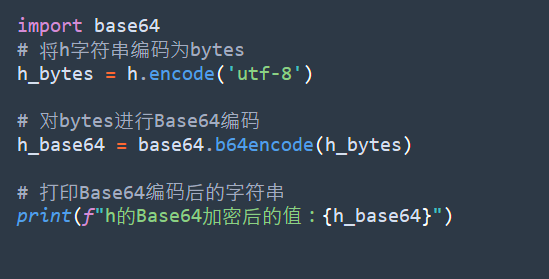 import base64
# 将h字符串编码为bytes
h_bytes = h.encode('utf-8')
# 对bytes进行Base64编码
h_base64 = base64.b64encode(h_bytes)
# 打印Base64编码后的字符串
print(f"h的Base64加密后的值：{h_base64}")